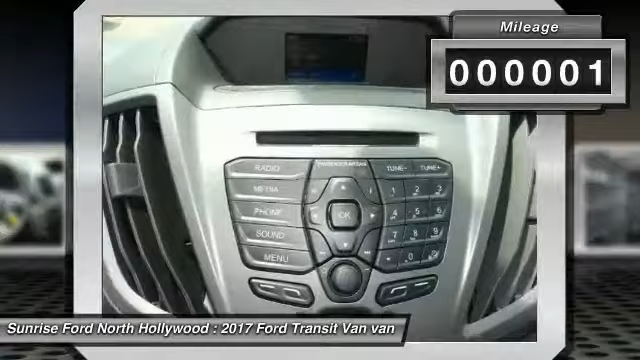 Mileage
000001
RADIO
MEDIA
PHONE
SOUND
MENU
TUNE- TUNE+
OK
1 2 3
4 5 6
7 8 9
* 0 #
Sunrise Ford North Hollywood : 2017 Ford Transit Van van